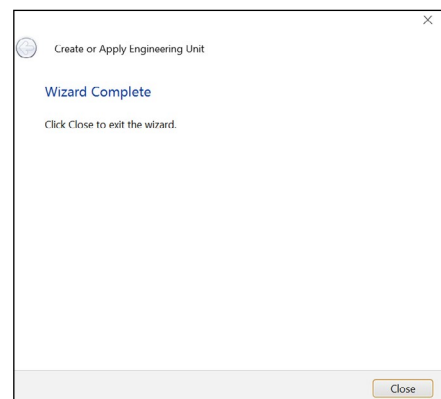 Create or Apply Engineering Unit
Wizard Complete
Click Close to exit the wizard.
Close